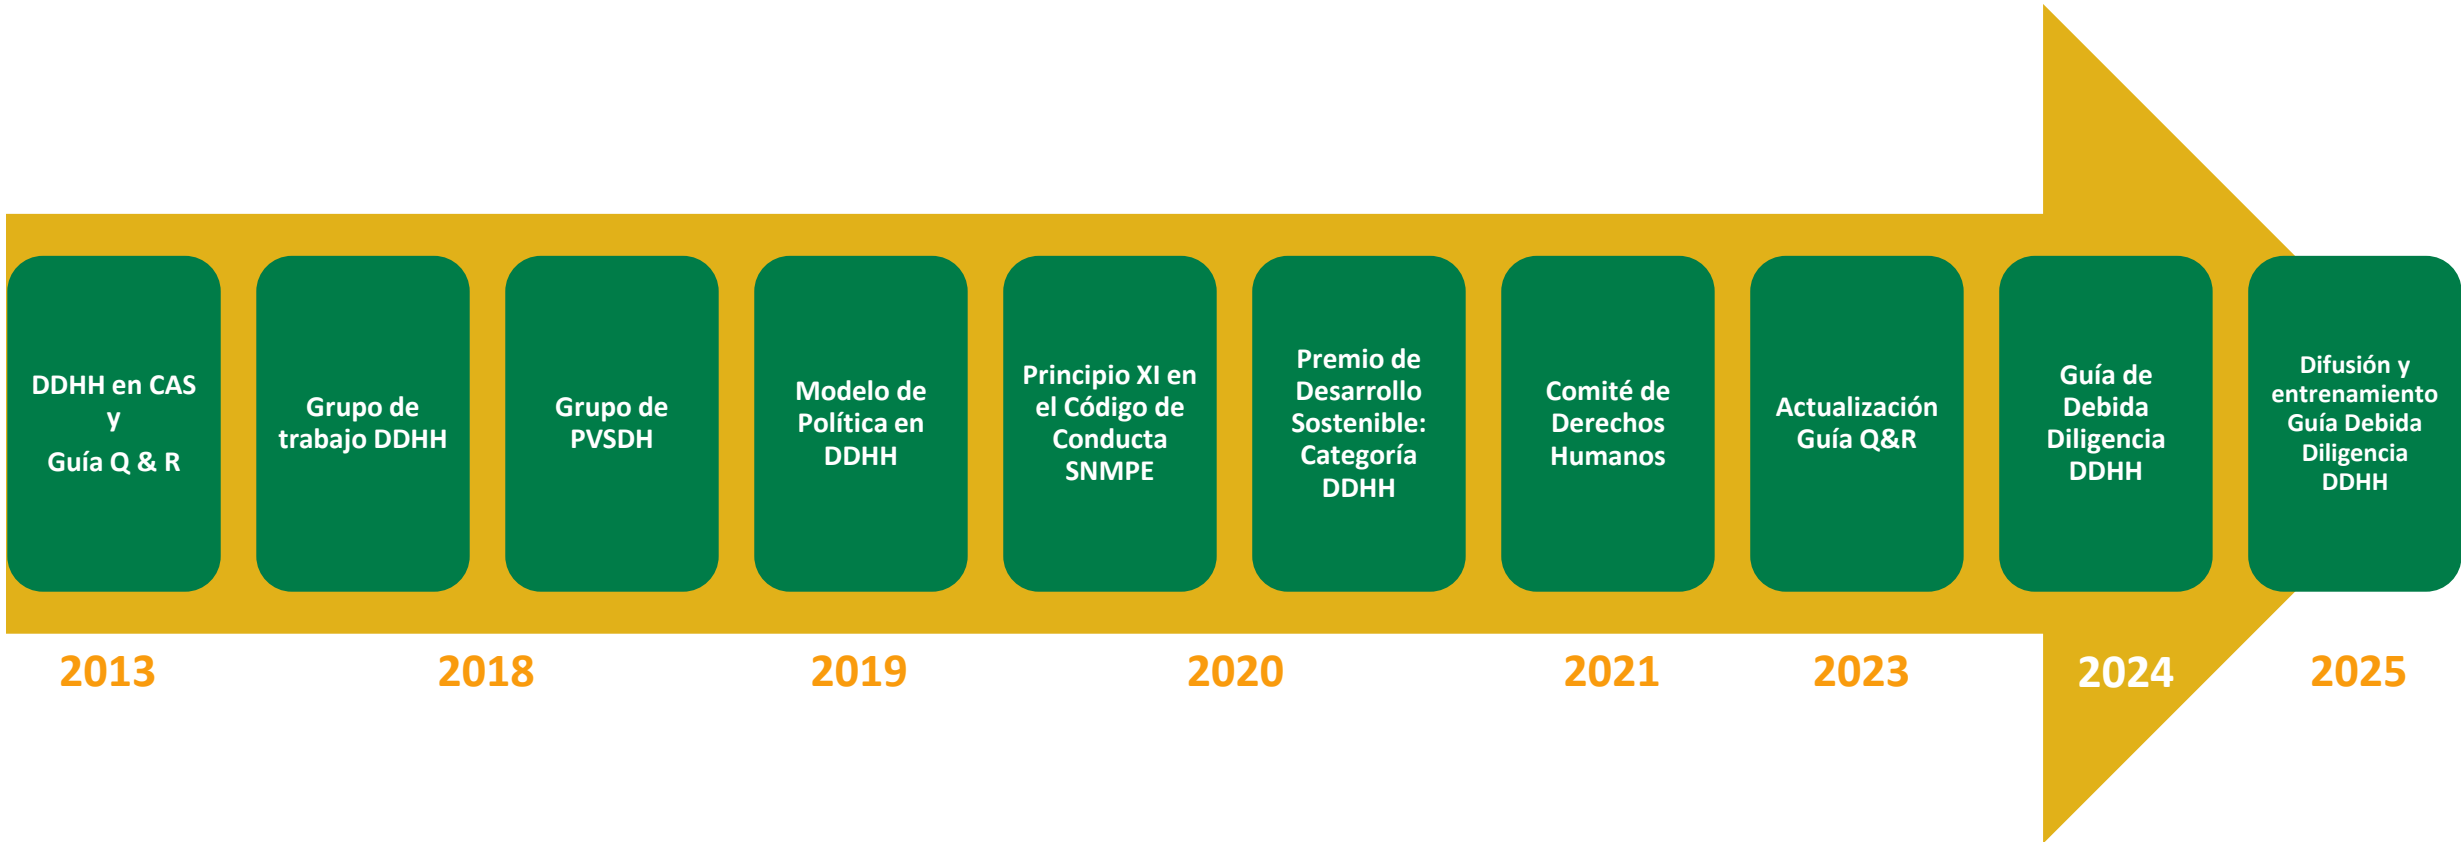 DDHH en CAS
y
Guía Q & R
Grupo de
trabajo DDHH
Grupo de
PVSDH
Modelo de
Política en
DDHH
Principio XI en
el Código de
Conducta
SNMPE
Premio de
Desarrollo
Sostenible:
Categoría
DDHH
Comité de
Derechos
Humanos
Actualización
Guía Q&R
Guía de
Debida
Diligencia
DDHH
Difusión y
entrenamiento
Guía Debida
Diligencia
DDHH
2013
2018
2019
2020
2021
2023
2024
2025